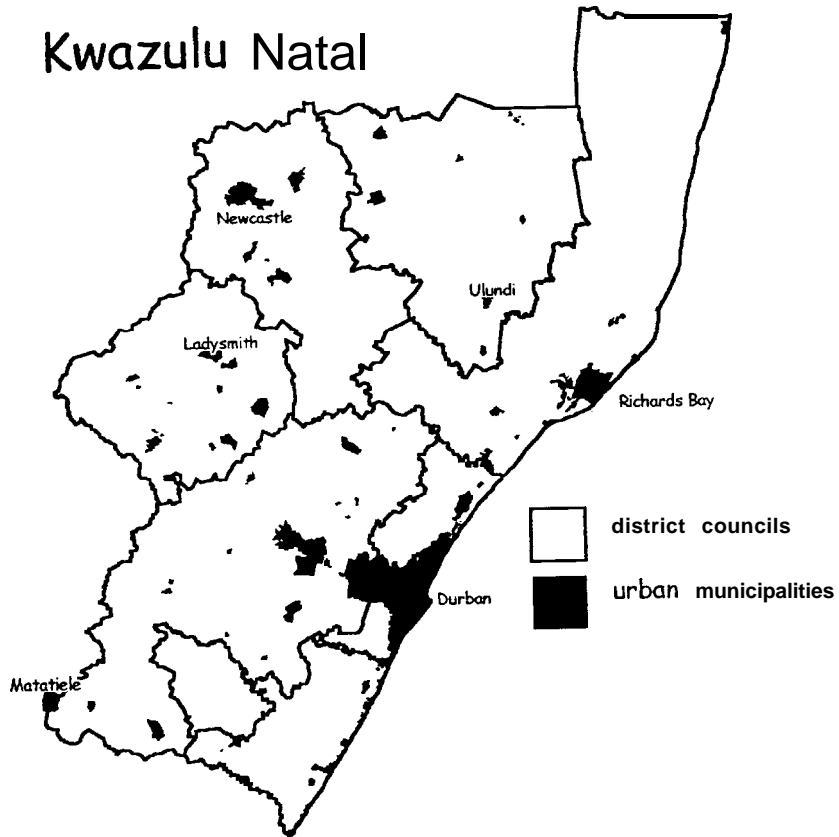 Kwazulu Natal
Newcastle
Ulundi
Ladysmith
Richards Bay
district councils
urban municipalities
Durban
Matatiele